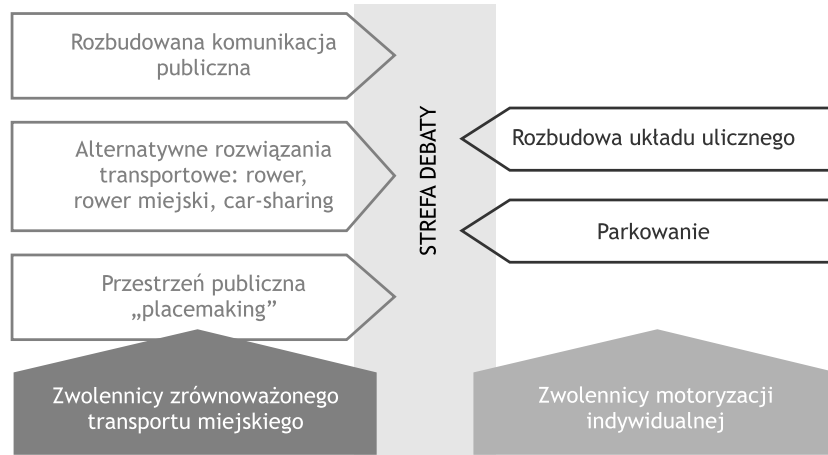 Rozbudowana komunikacja
publiczna
Alternatywne rozwiązania
transportowe: rower,
rower miejski, car-sharing
Przestrzeń publiczna
„placemaking”
STREFA DEBATY
Rozbudowa układu ulicznego
Parkowanie
Zwolennicy zrównoważonego
transportu miejskiego
Zwolennicy motoryzacji
indywidualnej